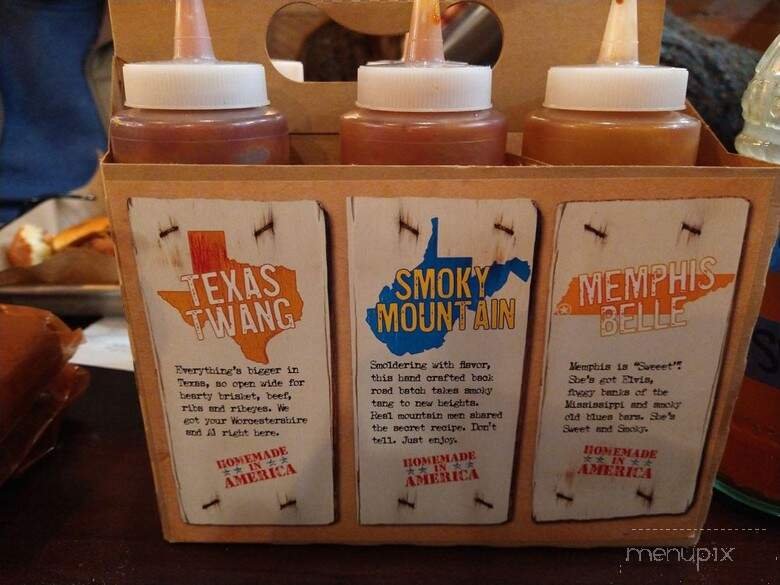 TEXAS
TWANG
Everything's bigger in
Texas, so open wide for
hearty brisket, beef,
ribs and ribeyes. We
got your Worcestershire
and A1 right here.
HOMEMADE
IN
AMERICA
SMOKY
MOUNTAIN
Smoldering with flavor,
this hand crafted back
road batch takes smoky
tang to new heights.
Real mountain men shared
the secret recipe. Don't
tell. Just enjoy.
HOMEMADE
IN
AMERICA
MEMPHIS
BELLE
Memphis is "Sweeet".
She's got Elvis,
foggy banks of the
Mississippi and smoky
old blues bars. She's
Sweet and Smoky.
HOMEMADE
IN
AMERICA
menupix